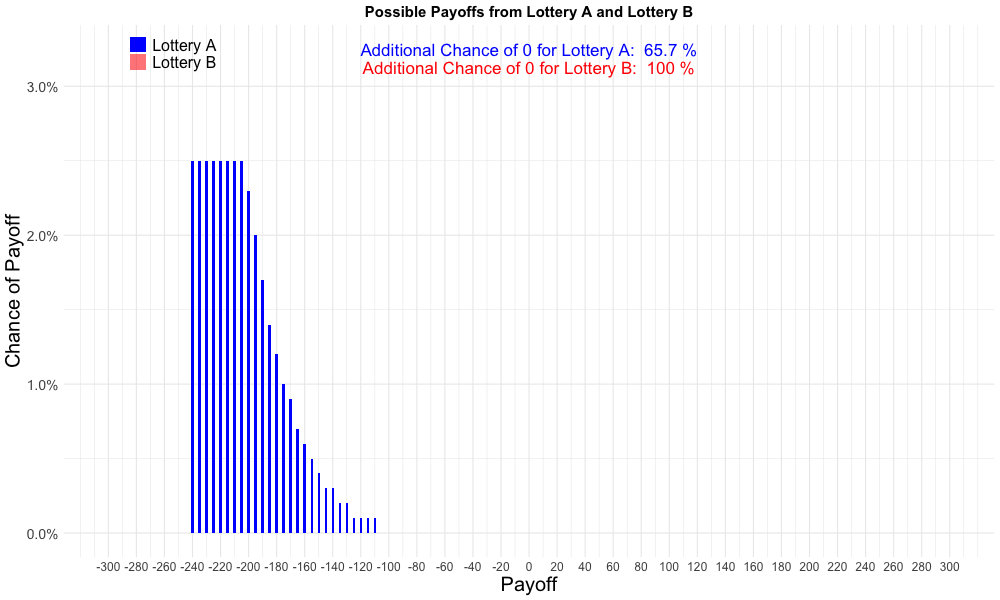 Possible Payoffs from Lottery A and Lottery B
Lottery A
Lottery B
Additional Chance of 0 for Lottery A:  65.7 %
Additional Chance of 0 for Lottery B:  100 %
Chance of Payoff
3.0%
2.0%
1.0%
0.0%
-300 -280 -260 -240 -220 -200 -180 -160 -140 -120 -100 -80 -60 -40 -20 0 20 40 60 80 100 120 140 160 180 200 220 240 260 280 300
Payoff